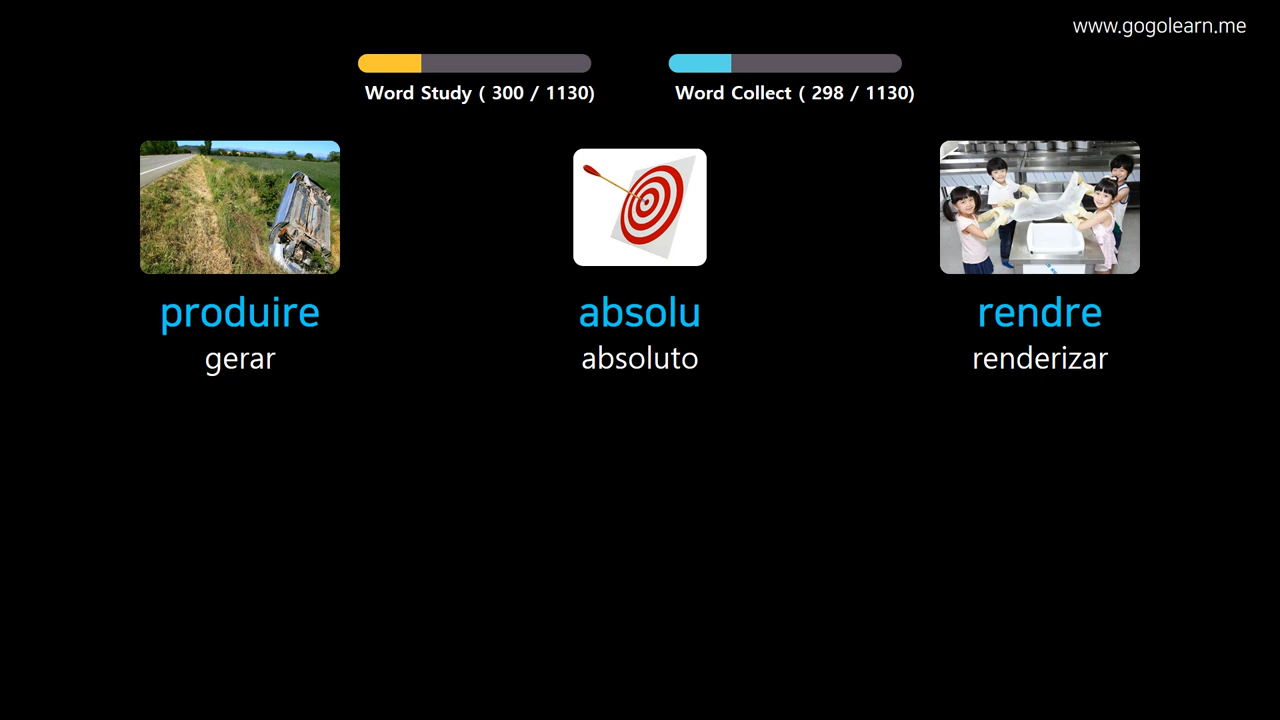 www.gogolearn.me
Word Study ( 300 / 1130)
Word Collect ( 298 / 1130)
produire
gerar
absolu
absoluto
rendre
renderizar